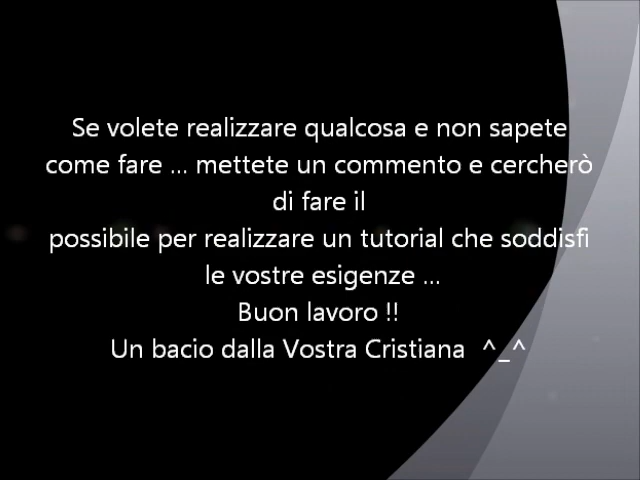 Se volete realizzare qualcosa e non sapete
come fare ... mettete un commento e cercherò
di fare il
possibile per realizzare un tutorial che soddisfi
le vostre esigenze ...
Buon lavoro !!
Un bacio dalla Vostra Cristiana ^_^